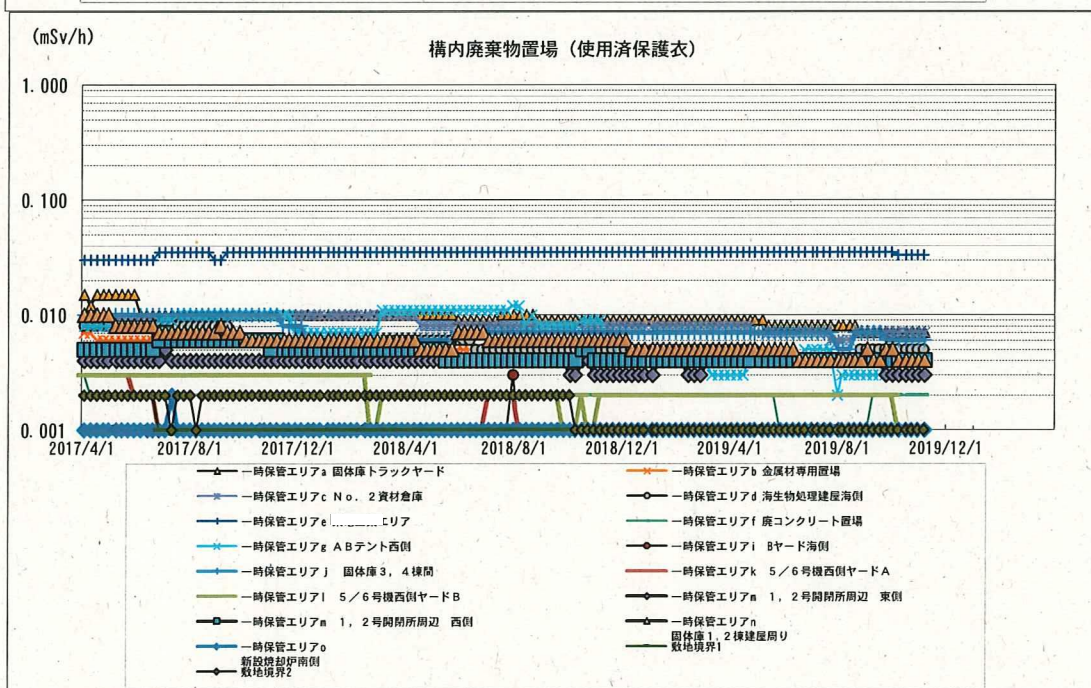 (mSv/h)
構内廃棄物置場（使用済保護衣）
1.000
0.100
0.010
0.001
2017/4/1 2017/8/1 2017/12/1 2018/4/1 2018/8/1 2018/12/1 2019/4/1 2019/8/1 2019/12/1
一時保管エリアa 固体庫トラックヤード
一時保管エリアb 金属材専用置場
一時保管エリアc No．2資材倉庫
一時保管エリアd 海生物処理建屋海側
一時保管エリアe エリア
一時保管エリアf 廃コンクリート置場
一時保管エリアg ABテント西側
一時保管エリアi Bヤード海側
一時保管エリアj 固体庫3，4棟間
一時保管エリアk 5／6号機西側ヤードA
一時保管エリアl 5／6号機西側ヤードB
一時保管エリアm 1，2号開閉所周辺 東側
一時保管エリアm 1，2号開閉所周辺 西側
一時保管エリアn
固体庫1，2棟建屋周り
一時保管エリアo
新設焼却炉南側
敷地境界1
敷地境界2